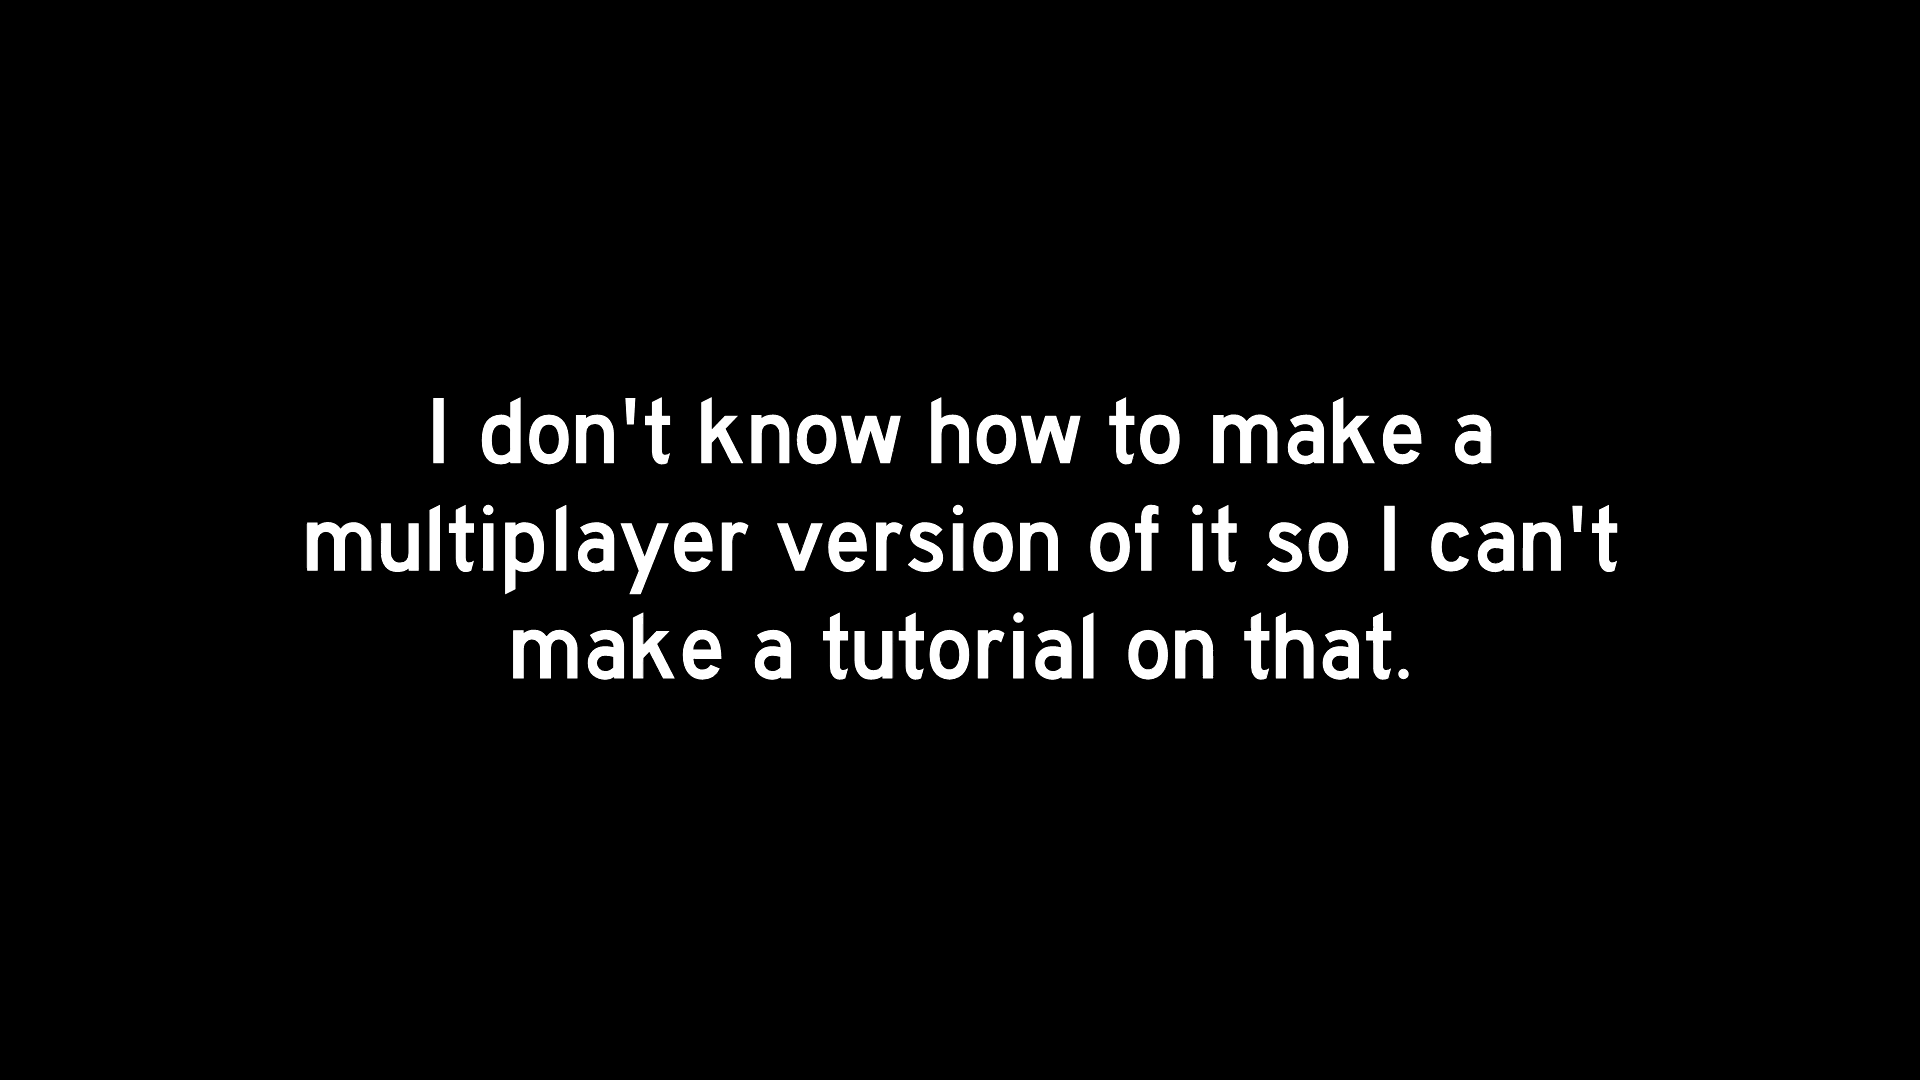 I don't know how to make a
multiplayer version of it so I can't
make a tutorial on that.